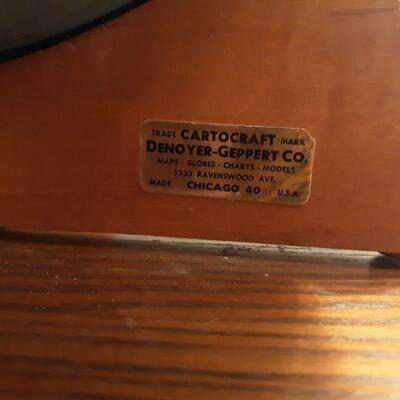 TRADE CARTOCRAFT MARK
DENOYER-GEPPERT CO.
MAPS - GLOBES - CHARTS - MODELS
5235 RAVENSWOOD AVE.
MADE CHICAGO 40 U.S.A.